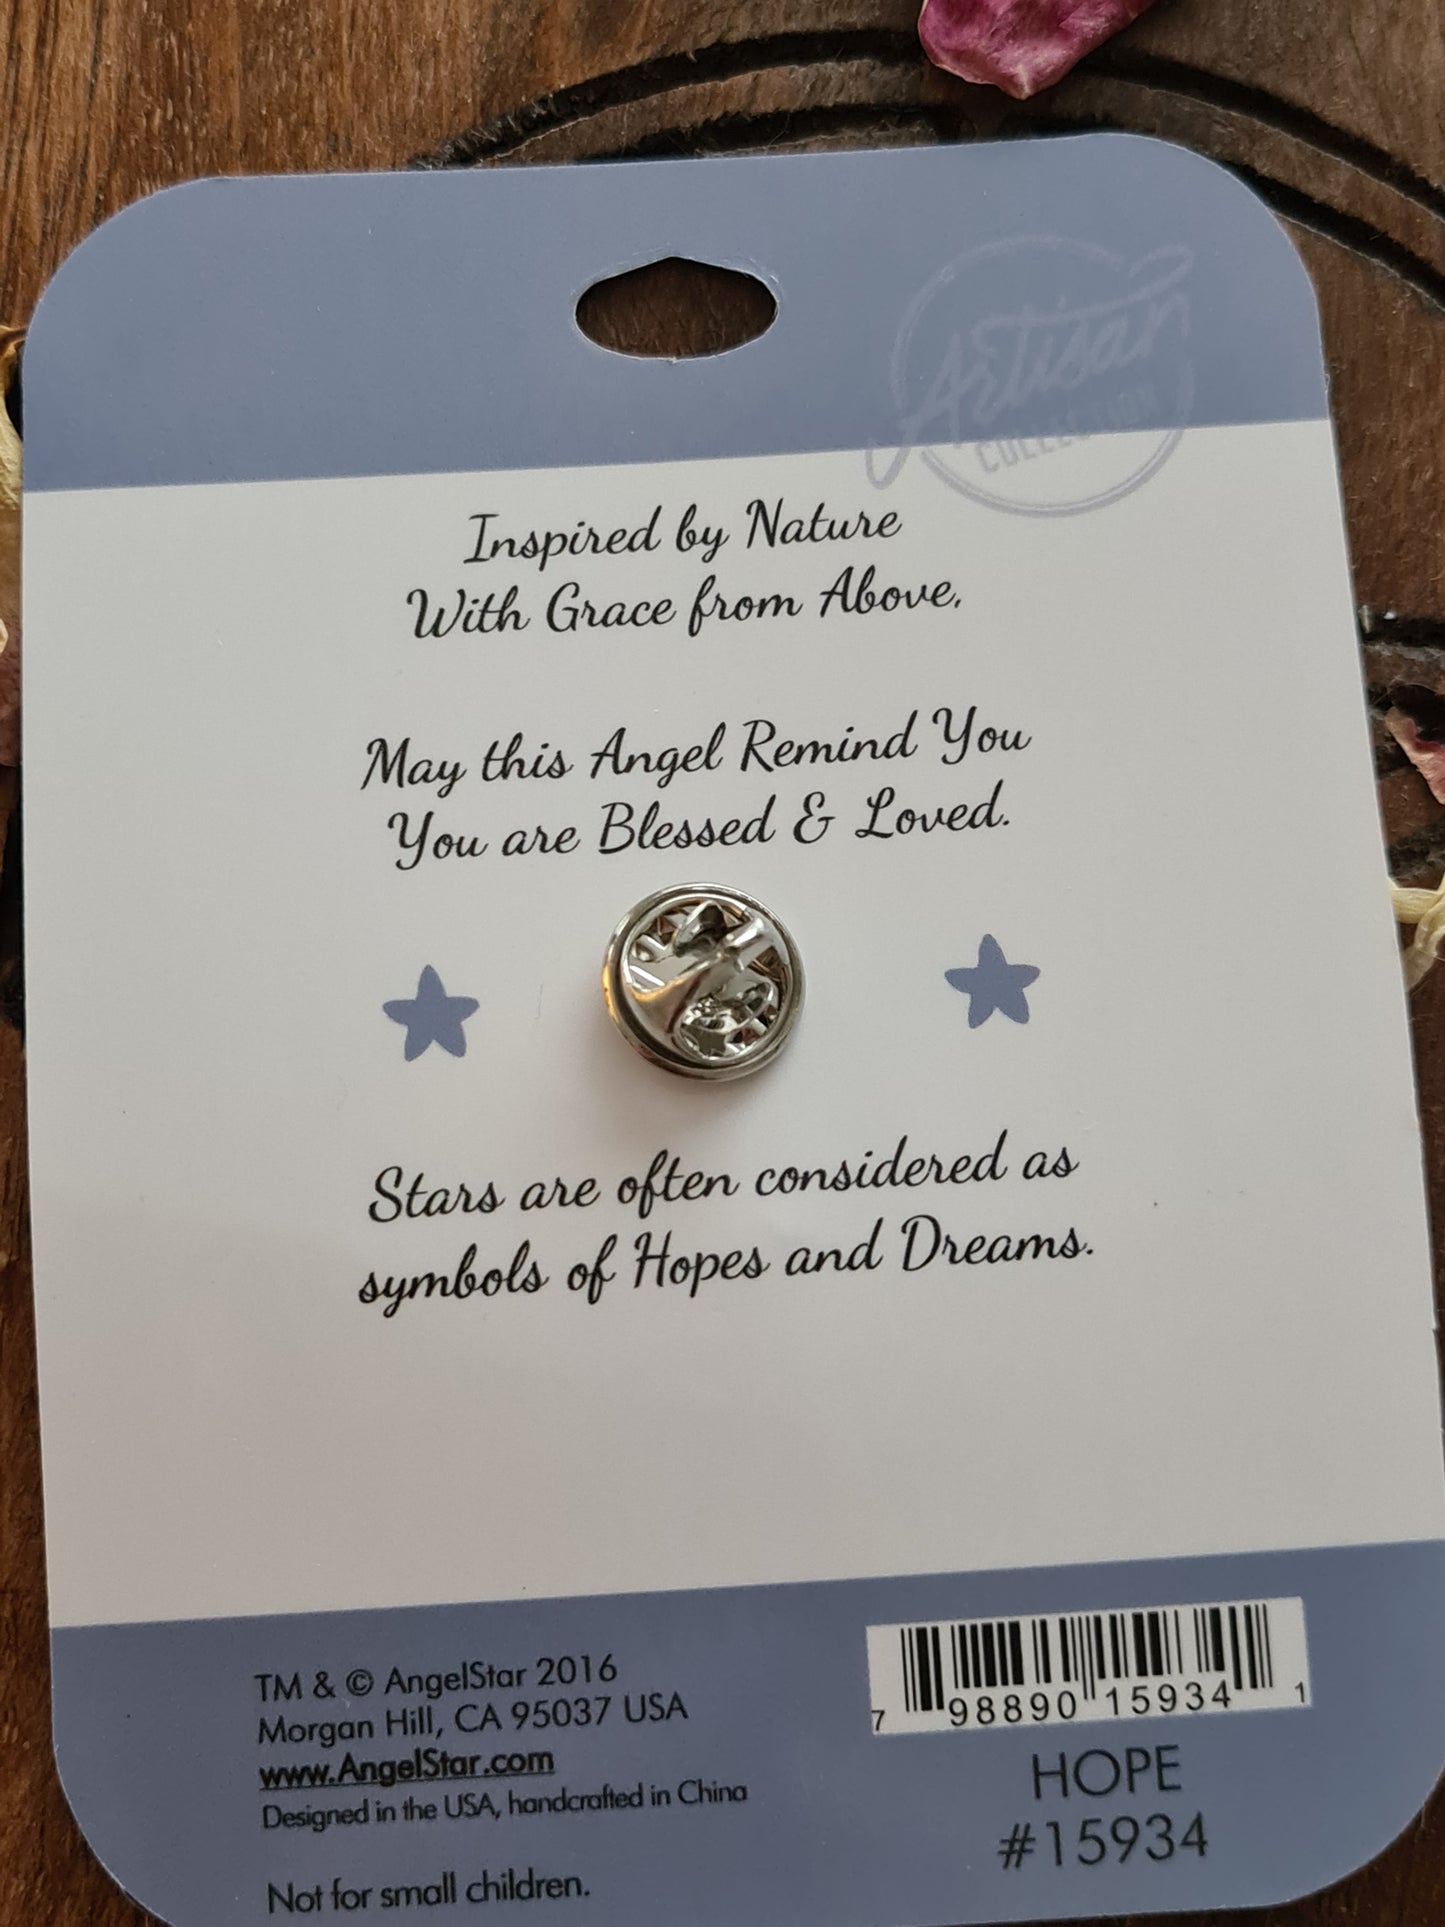 Artisan
COLLECTION
Inspired by Nature
With Grace from Above,
May this Angel Remind You
You are Blessed & Loved.
Stars are often considered as
symbols of Hopes and Dreams.
TM & © AngelStar 2016
Morgan Hill, CA 95037 USA
www.AngelStar.com
Designed in the USA, handcrafted in China
Not for small children.
7 98890 15934 1
HOPE
#15934